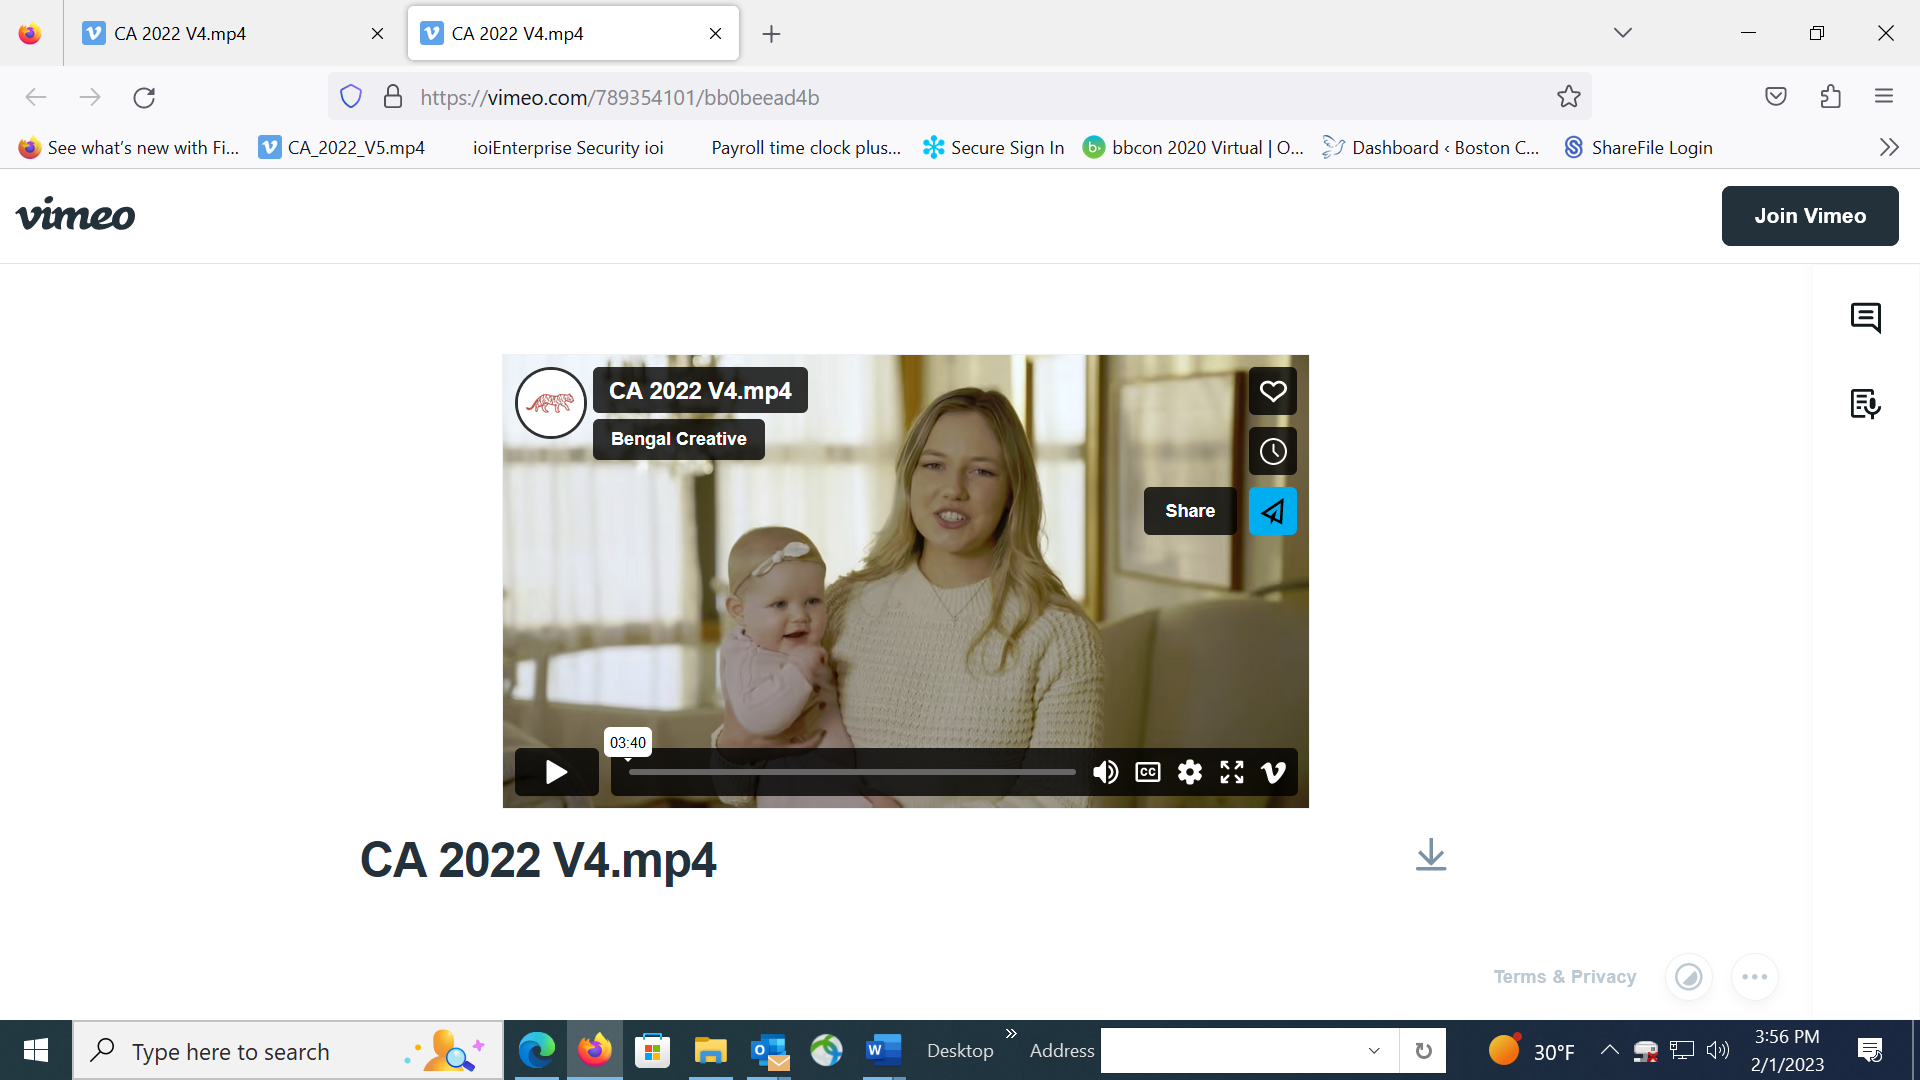 CA 2022 V4.mp4
CA 2022 V4.mp4
https://vimeo.com/789354101/bb0beead4b
See what’s new with Fi...
CA_2022_V5.mp4
ioiEnterprise Security ioi
Payroll time clock plus...
Secure Sign In
bbcon 2020 Virtual | O...
Dashboard ‹ Boston C...
ShareFile Login
vimeo
Join Vimeo
CA 2022 V4.mp4
Bengal Creative
Share
03:40
CC
CA 2022 V4.mp4
Terms & Privacy
Type here to search
Desktop
Address
30°F
3:56 PM
2/1/2023